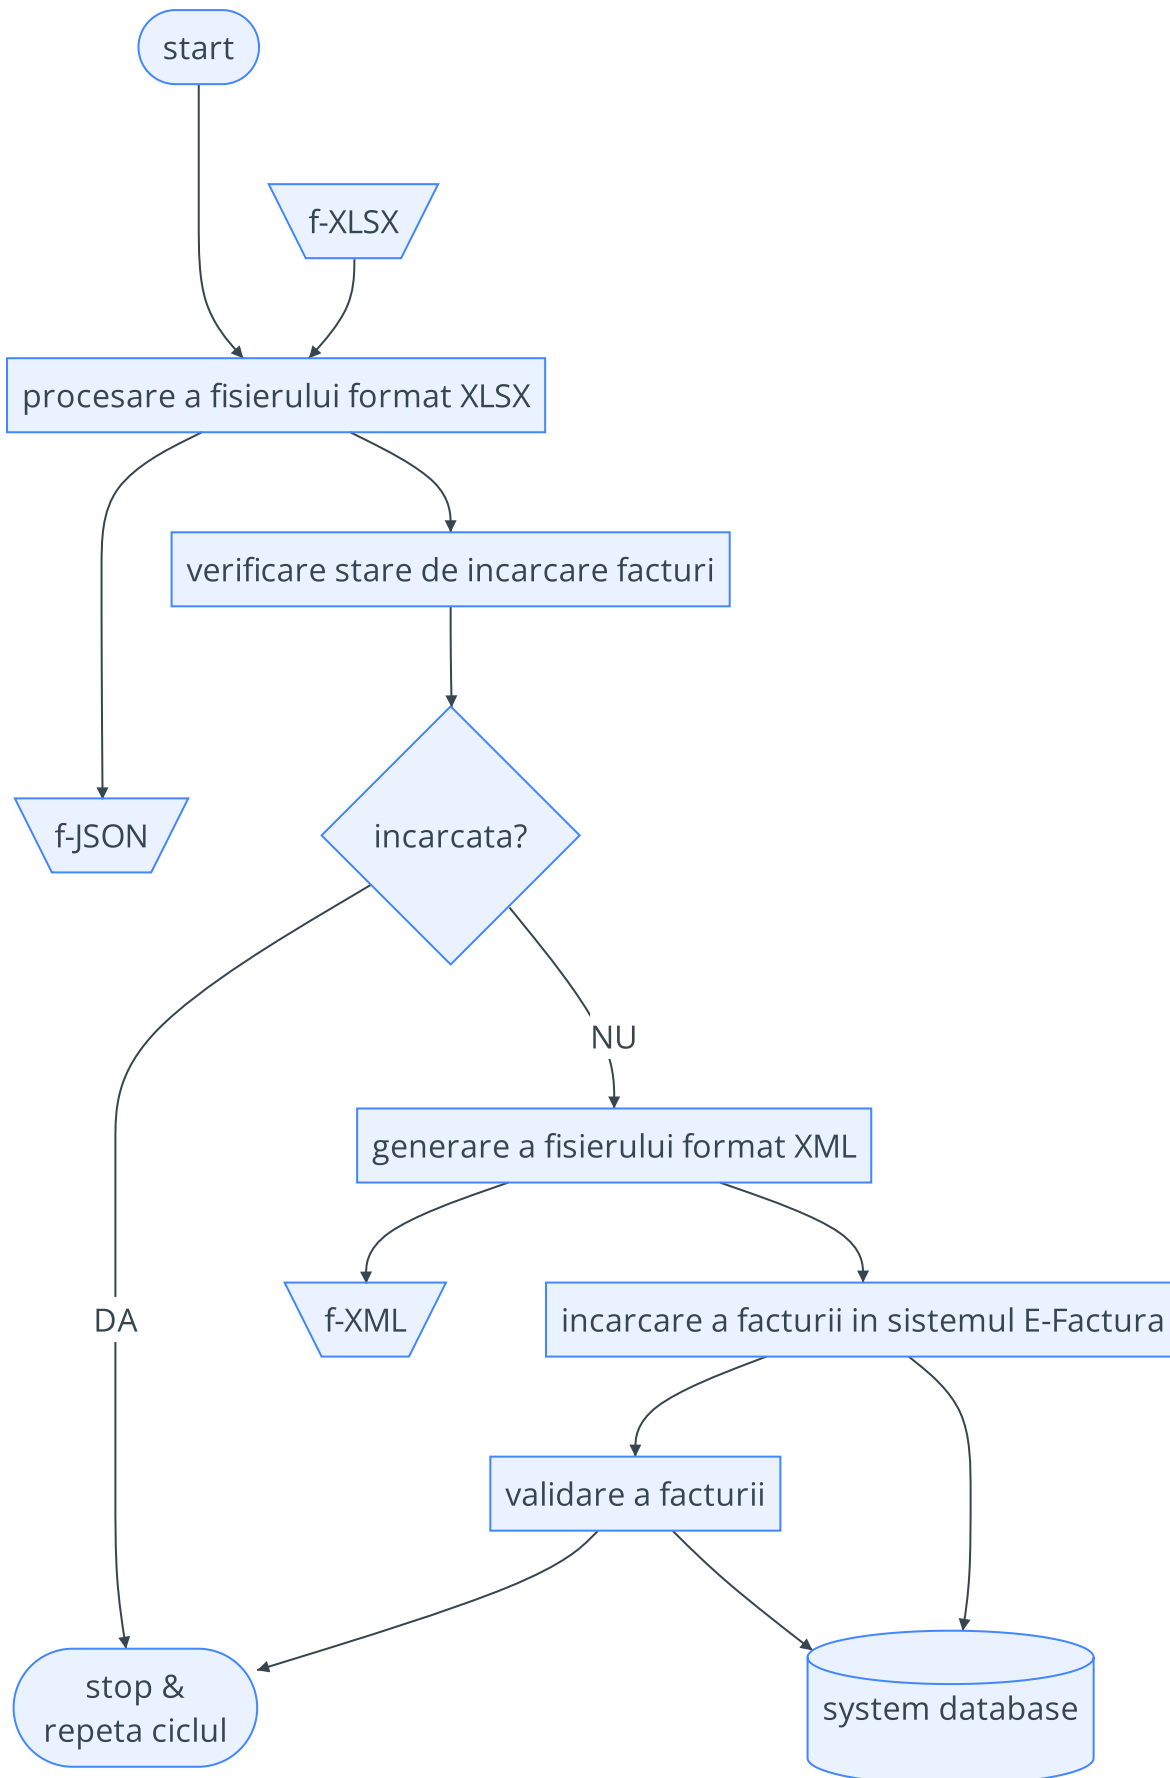 start
f-XLSX
procesare a fisierului format XLSX
verificare stare de incarcare facturi
f-JSON
incarcata?
NU
generare a fisierului format XML
DA
f-XML
incarcare a facturii in sistemul E-Factura
validare a facturii
stop &
repeta ciclul
system database